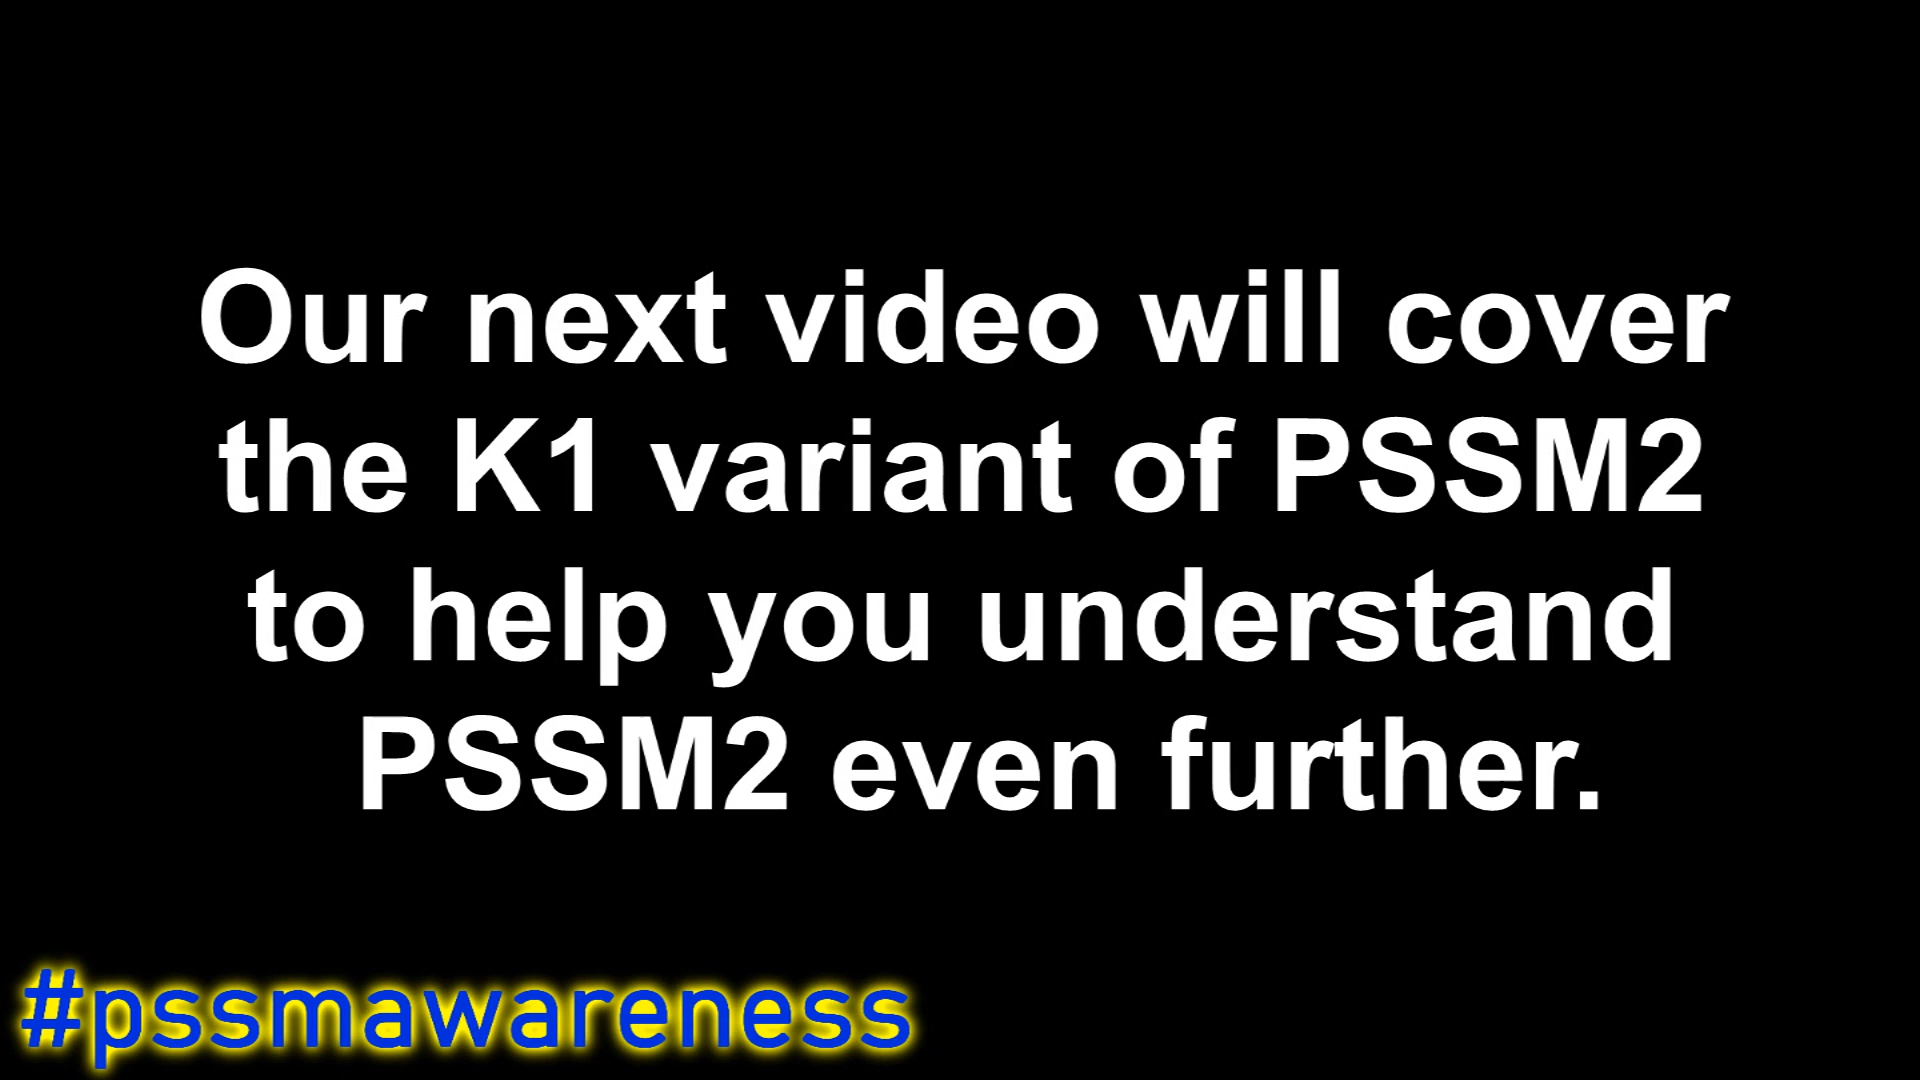 Our next video will cover
the K1 variant of PSSM2
to help you understand
PSSM2 even further.
#pssmawareness